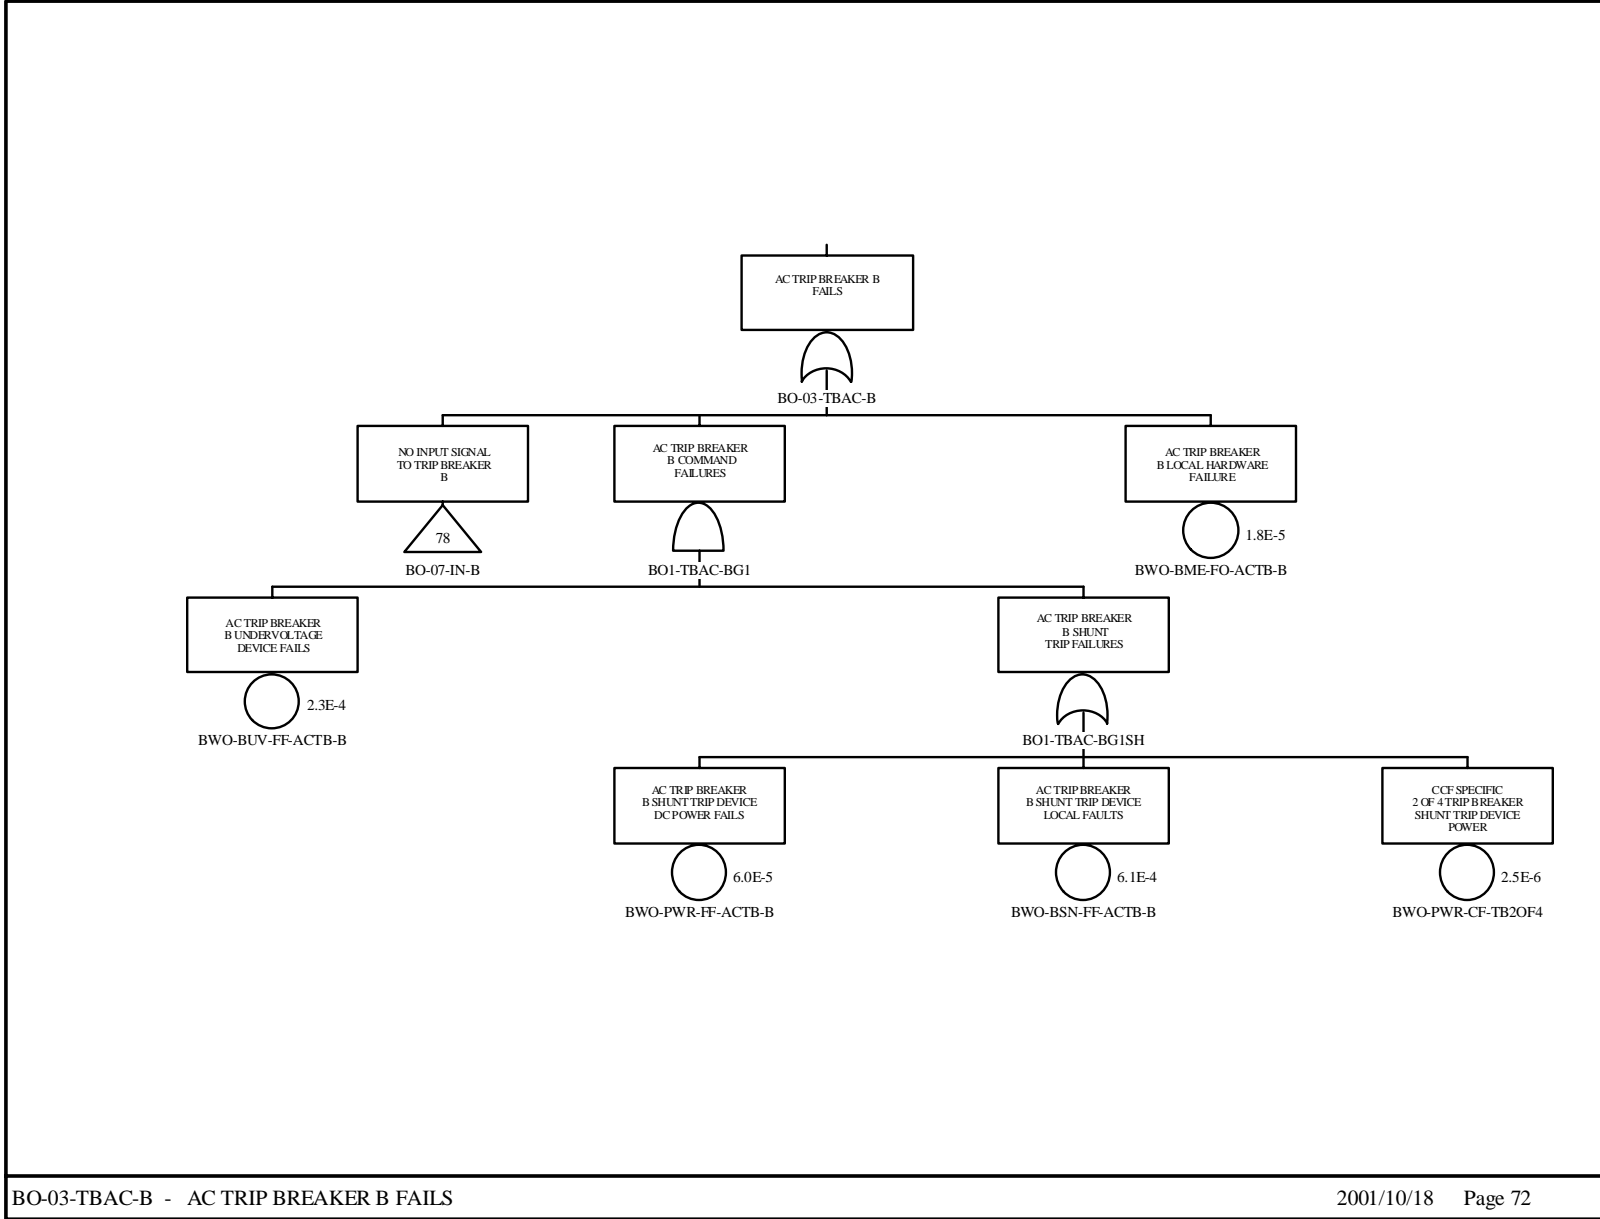 AC TRIP BREAKER B
FAILS
BO-03-TBAC-B
NO INPUT SIGNAL
TO TRIP BREAKER
B
78
BO-07-IN-B
AC TRIP BREAKER
B COMMAND
FAILURES
BO1-TBAC-BG1
AC TRIP BREAKER
B LOCAL HARDWARE
FAILURE
1.8E-5
BWO-BME-FO-ACTB-B
AC TRIP BREAKER
B UNDERVOLTAGE
DEVICE FAILS
2.3E-4
BWO-BUV-FF-ACTB-B
AC TRIP BREAKER
B SHUNT
TRIP FAILURES
BO1-TBAC-BG1SH
AC TRIP BREAKER
B SHUNT TRIP DEVICE
DC POWER FAILS
6.0E-5
BWO-PWR-FF-ACTB-B
AC TRIP BREAKER
B SHUNT TRIP DEVICE
LOCAL FAULTS
6.1E-4
BWO-BSN-FF-ACTB-B
CCF SPECIFIC
2 OF 4 TRIP BREAKER
SHUNT TRIP DEVICE
POWER
2.5E-6
BWO-PWR-CF-TB2OF4
BO-03-TBAC-B - AC TRIP BREAKER B FAILS
2001/10/18 Page 72